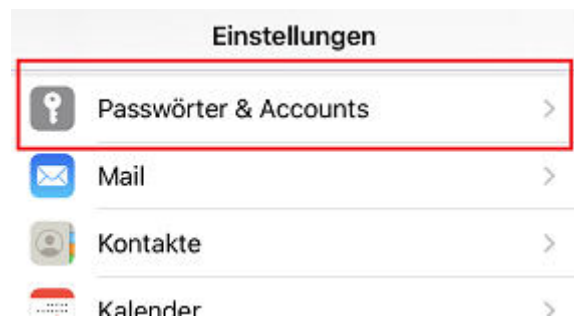 Einstellungen
Passwörter & Accounts
Mail
Kontakte
Kalender